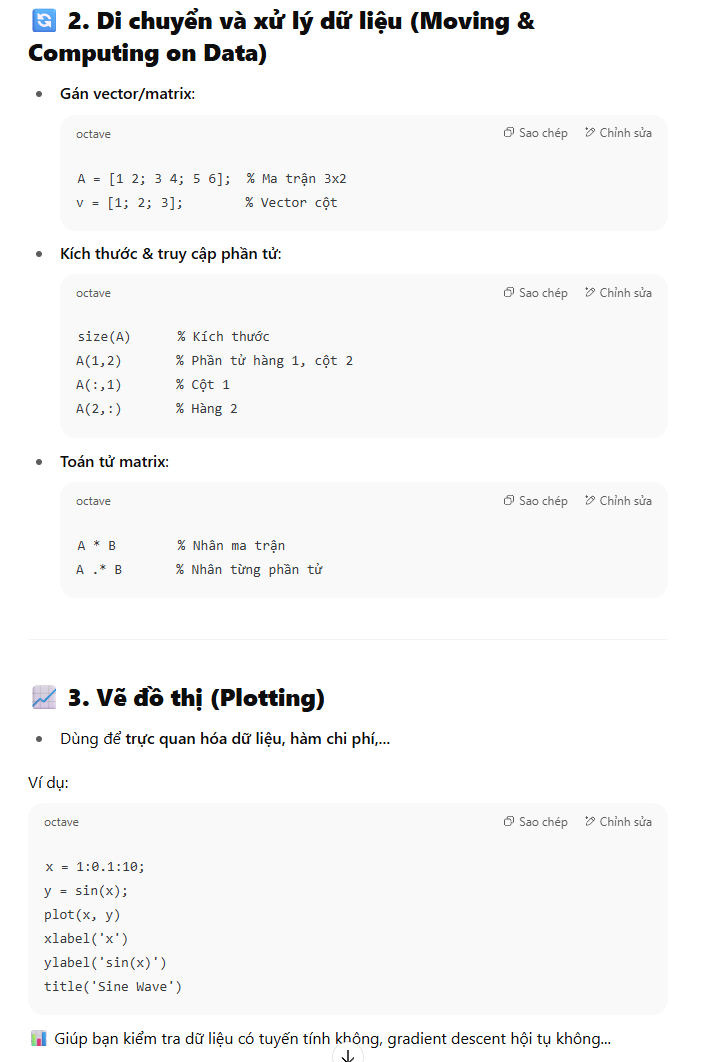 🔄 2. Di chuyển và xử lý dữ liệu (Moving &
Computing on Data)
• Gán vector/matrix:
octave Sao chép Chỉnh sửa
A = [1 2; 3 4; 5 6];  % Ma trận 3x2
v = [1; 2; 3];        % Vector cột
• Kích thước & truy cập phần tử:
octave Sao chép Chỉnh sửa
size(A)      % Kích thước
A(1,2)       % Phần tử hàng 1, cột 2
A(:,1)       % Cột 1
A(2,:)       % Hàng 2
• Toán tử matrix:
octave Sao chép Chỉnh sửa
A * B        % Nhân ma trận
A .* B       % Nhân từng phần tử
📈 3. Vẽ đồ thị (Plotting)
• Dùng để trực quan hóa dữ liệu, hàm chi phí,...
Ví dụ:
octave Sao chép Chỉnh sửa
x = 1:0.1:10;
y = sin(x);
plot(x, y)
xlabel('x')
ylabel('sin(x)')
title('Sine Wave')
📊 Giúp bạn kiểm tra dữ liệu có tuyến tính không, gradient descent hội tụ không...